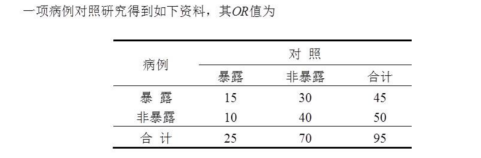 一项病例对照研究得到如下资料，其OR值为
病例 对 照
暴露 非暴露 合计
暴 露 15 30 45
非暴露 10 40 50
合 计 25 70 95